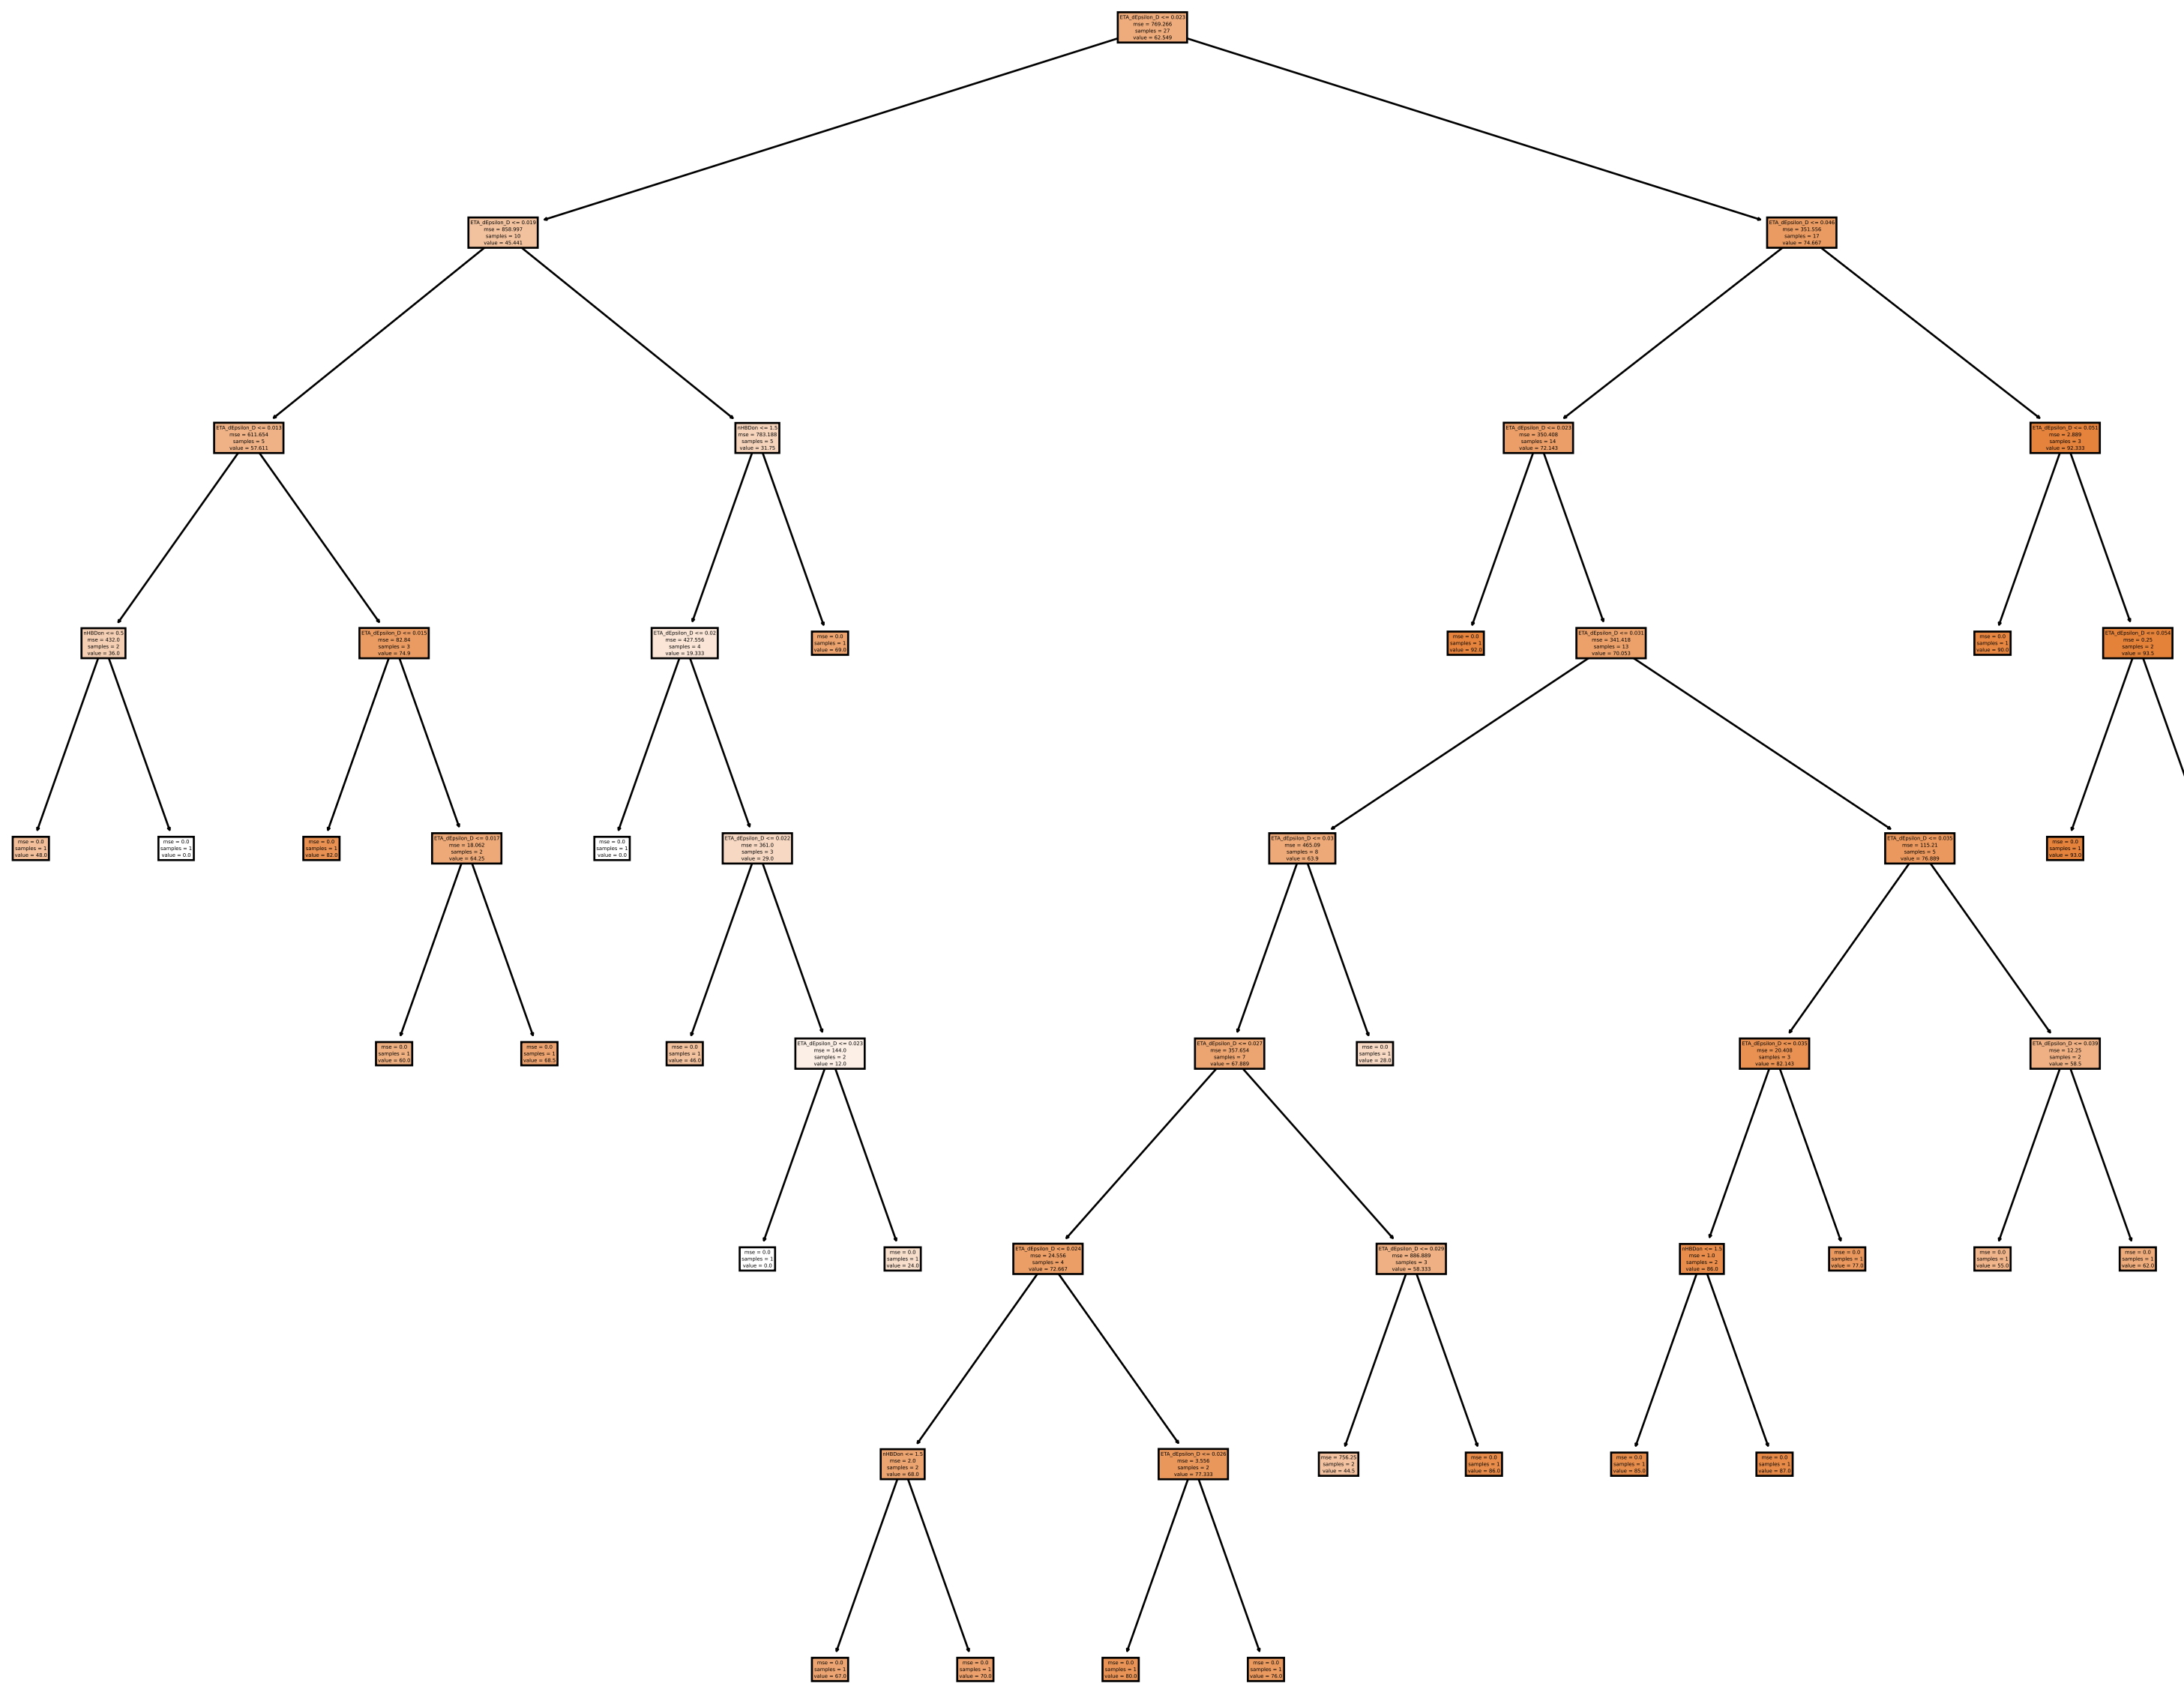 ETA_dEpsilon_D <= 0.023
mse = 769.266
samples = 27
value = 62.549
ETA_dEpsilon_D <= 0.019
mse = 858.997
samples = 10
value = 45.441
ETA_dEpsilon_D <= 0.046
mse = 351.556
samples = 17
value = 74.667
ETA_dEpsilon_D <= 0.013
mse = 611.654
samples = 5
value = 57.611
nHBDon <= 1.5
mse = 783.188
samples = 5
value = 31.75
ETA_dEpsilon_D <= 0.023
mse = 350.408
samples = 14
value = 72.143
ETA_dEpsilon_D <= 0.051
mse = 2.889
samples = 3
value = 92.333
nHBDon <= 0.5
mse = 432.0
samples = 2
value = 36.0
ETA_dEpsilon_D <= 0.015
mse = 82.84
samples = 3
value = 74.9
ETA_dEpsilon_D <= 0.02
mse = 427.556
samples = 4
value = 19.333
mse = 0.0
samples = 1
value = 69.0
mse = 0.0
samples = 1
value = 92.0
ETA_dEpsilon_D <= 0.031
mse = 341.418
samples = 13
value = 70.053
mse = 0.0
samples = 1
value = 90.0
ETA_dEpsilon_D <= 0.054
mse = 0.25
samples = 2
value = 93.5
mse = 0.0
samples = 1
value = 48.0
mse = 0.0
samples = 1
value = 0.0
mse = 0.0
samples = 1
value = 82.0
ETA_dEpsilon_D <= 0.017
mse = 18.062
samples = 2
value = 64.25
mse = 0.0
samples = 1
value = 0.0
ETA_dEpsilon_D <= 0.022
mse = 361.0
samples = 3
value = 29.0
ETA_dEpsilon_D <= 0.03
mse = 465.09
samples = 8
value = 63.9
ETA_dEpsilon_D <= 0.035
mse = 115.21
samples = 5
value = 76.889
mse = 0.0
samples = 1
value = 93.0
mse = 0.0
samples = 1
value = 60.0
mse = 0.0
samples = 1
value = 68.5
mse = 0.0
samples = 1
value = 46.0
ETA_dEpsilon_D <= 0.023
mse = 144.0
samples = 2
value = 12.0
ETA_dEpsilon_D <= 0.027
mse = 357.654
samples = 7
value = 67.889
mse = 0.0
samples = 1
value = 28.0
ETA_dEpsilon_D <= 0.035
mse = 20.408
samples = 3
value = 82.143
ETA_dEpsilon_D <= 0.039
mse = 12.25
samples = 2
value = 58.5
mse = 0.0
samples = 1
value = 0.0
mse = 0.0
samples = 1
value = 24.0
ETA_dEpsilon_D <= 0.024
mse = 24.556
samples = 4
value = 72.667
ETA_dEpsilon_D <= 0.029
mse = 886.889
samples = 3
value = 58.333
nHBDon <= 1.5
mse = 1.0
samples = 2
value = 86.0
mse = 0.0
samples = 1
value = 77.0
mse = 0.0
samples = 1
value = 55.0
mse = 0.0
samples = 1
value = 62.0
nHBDon <= 1.5
mse = 2.0
samples = 2
value = 68.0
ETA_dEpsilon_D <= 0.026
mse = 3.556
samples = 2
value = 77.333
mse = 756.25
samples = 2
value = 44.5
mse = 0.0
samples = 1
value = 86.0
mse = 0.0
samples = 1
value = 85.0
mse = 0.0
samples = 1
value = 87.0
mse = 0.0
samples = 1
value = 67.0
mse = 0.0
samples = 1
value = 70.0
mse = 0.0
samples = 1
value = 80.0
mse = 0.0
samples = 1
value = 76.0